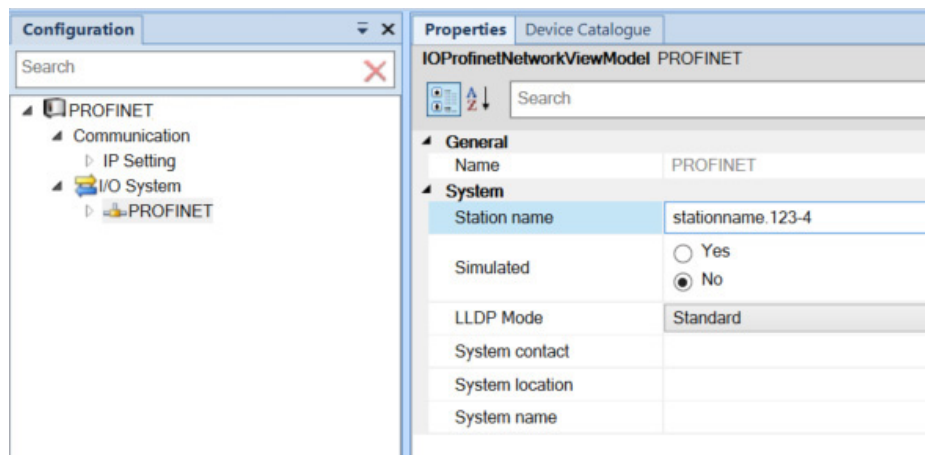 Configuration
Search
PROFINET
Communication
IP Setting
I/O System
PROFINET
Properties Device Catalogue
IOProfinetNetworkViewModel PROFINET
A Z Search
General
Name PROFINET
System
Station name stationname.123-4
Simulated Yes
No
LLDP Mode Standard
System contact
System location
System name